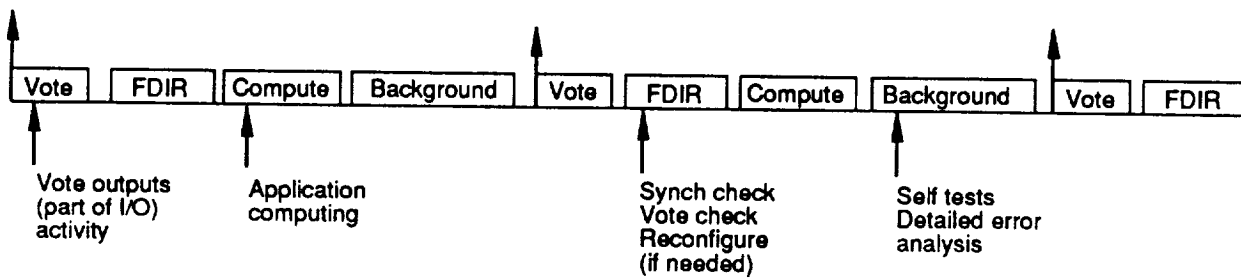 Vote FDIR Compute Background Vote FDIR Compute Background Vote FDIR
Vote outputs
(part of I/O)
activity
Application
computing
Synch check
Vote check
Reconfigure
(if needed)
Self tests
Detailed error
analysis